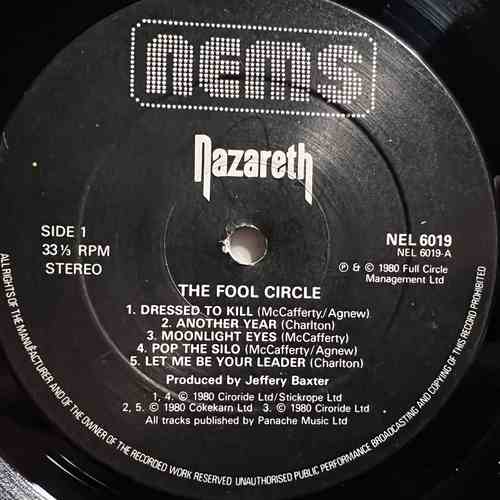 nems
Nazareth
SIDE 1
33⅓ RPM
STEREO
NEL 6019
NEL 6019-A
℗ & © 1980 Full Circle
Management Ltd
THE FOOL CIRCLE
1. DRESSED TO KILL (McCafferty/Agnew)
2. ANOTHER YEAR (Charlton)
3. MOONLIGHT EYES (McCafferty)
4. POP THE SILO (McCafferty/Agnew)
5. LET ME BE YOUR LEADER (Charlton)
Produced by Jeffery Baxter
1, 4. © 1980 Ciroride Ltd/Stickrope Ltd
2, 5. © 1980 Cokekarn Ltd 3. © 1980 Ciroride Ltd
All tracks published by Panache Music Ltd
ALL RIGHTS OF THE MANUFACTURER AND OF THE OWNER OF THE RECORDED WORK RESERVED UNAUTHORISED PUBLIC PERFORMANCE BROADCASTING AND COPYING OF THIS RECORD PROHIBITED